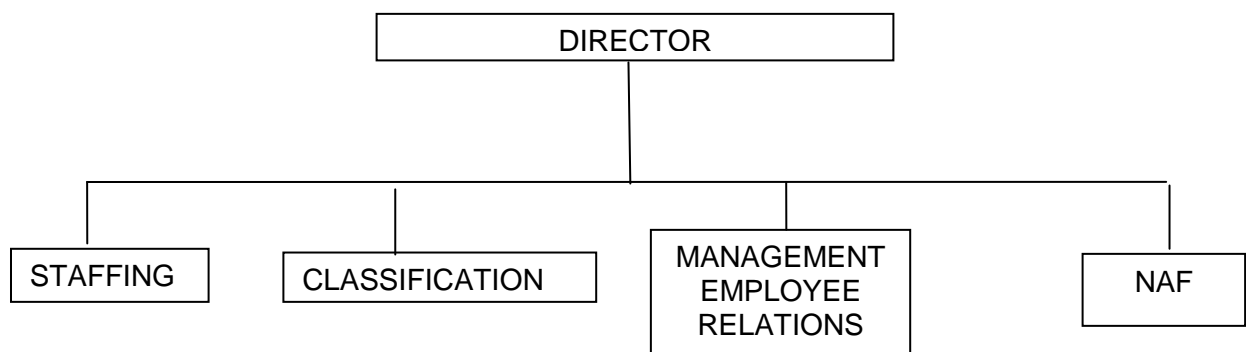 DIRECTOR
STAFFING
CLASSIFICATION
MANAGEMENT
EMPLOYEE
RELATIONS
NAF